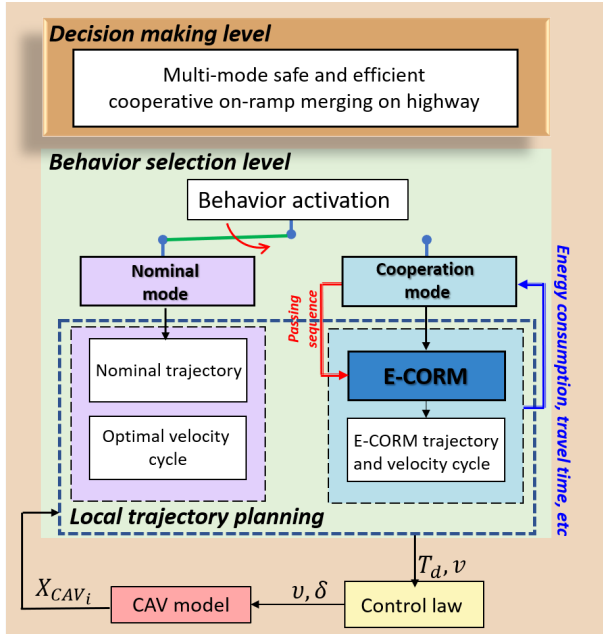 Decision making level
Multi-mode safe and efficient
cooperative on-ramp merging on highway
Behavior selection level
Behavior activation
Nominal
mode
Cooperation
mode
Passing
sequence
Energy consumption, travel time, etc
Nominal trajectory
Optimal velocity
cycle
E-CORM
E-CORM trajectory
and velocity cycle
Local trajectory planning
T_d, v
X_{CAV_i}
CAV model
υ, δ
Control law